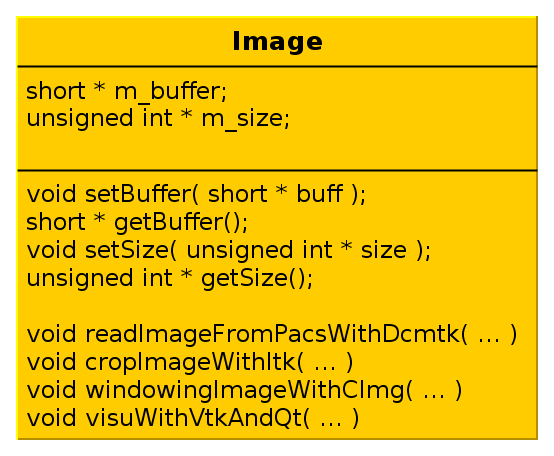 Image
short * m_buffer;
unsigned int * m_size;
void setBuffer( short * buff );
short * getBuffer();
void setSize( unsigned int * size );
unsigned int * getSize();
void readImageFromPacsWithDcmtk( ... )
void cropImageWithItk( ... )
void windowingImageWithCImg( ... )
void visuWithVtkAndQt( ... )